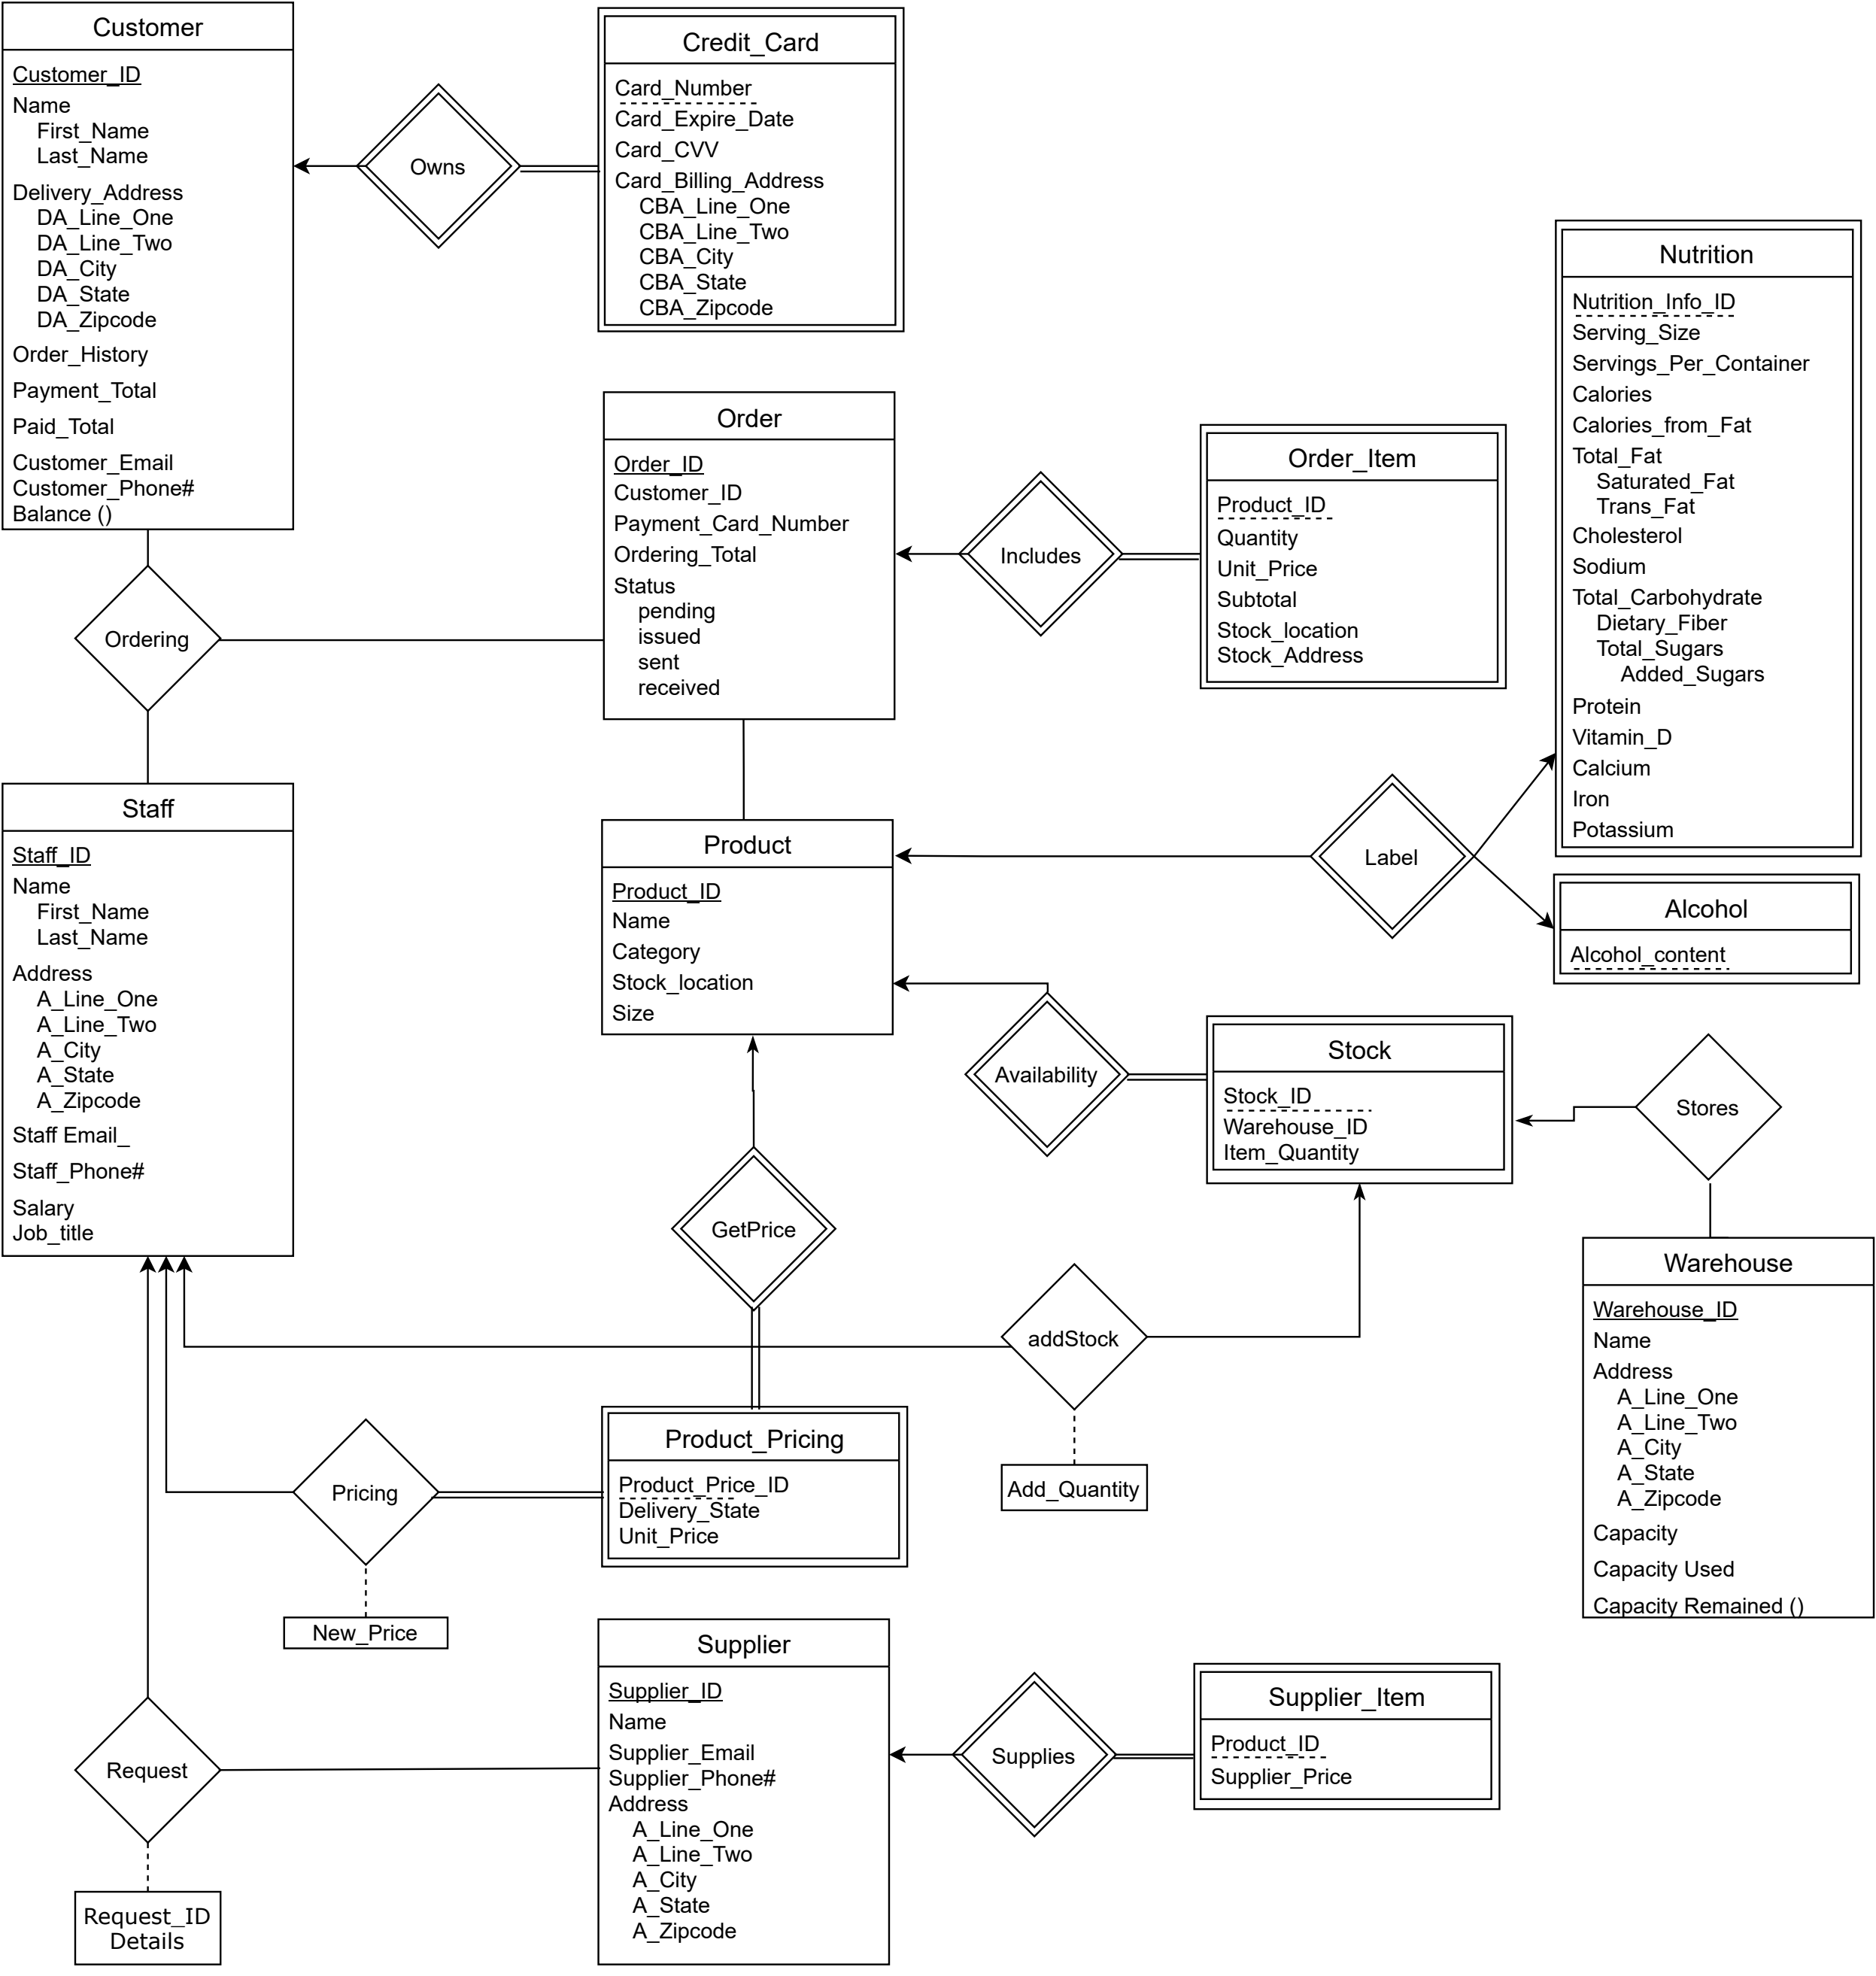 Customer
Customer_ID
Name
First_Name
Last_Name
Delivery_Address
DA_Line_One
DA_Line_Two
DA_City
DA_State
DA_Zipcode
Order_History
Payment_Total
Paid_Total
Customer_Email
Customer_Phone#
Balance ()
Owns
Credit_Card
Card_Number
Card_Expire_Date
Card_CVV
Card_Billing_Address
CBA_Line_One
CBA_Line_Two
CBA_City
CBA_State
CBA_Zipcode
Ordering
Order
Order_ID
Customer_ID
Payment_Card_Number
Ordering_Total
Status
pending
issued
sent
received
Includes
Order_Item
Product_ID
Quantity
Unit_Price
Subtotal
Stock_location
Stock_Address
Nutrition
Nutrition_Info_ID
Serving_Size
Servings_Per_Container
Calories
Calories_from_Fat
Total_Fat
Saturated_Fat
Trans_Fat
Cholesterol
Sodium
Total_Carbohydrate
Dietary_Fiber
Total_Sugars
Added_Sugars
Protein
Vitamin_D
Calcium
Iron
Potassium
Staff
Staff_ID
Name
First_Name
Last_Name
Address
A_Line_One
A_Line_Two
A_City
A_State
A_Zipcode
Staff Email_
Staff_Phone#
Salary
Job_title
Product
Product_ID
Name
Category
Stock_location
Size
Label
Alcohol
Alcohol_content
Availability
Stock
Stock_ID
Warehouse_ID
Item_Quantity
Stores
GetPrice
addStock
Add_Quantity
Warehouse
Warehouse_ID
Name
Address
A_Line_One
A_Line_Two
A_City
A_State
A_Zipcode
Capacity
Capacity Used
Capacity Remained ()
Pricing
New_Price
Product_Pricing
Product_Price_ID
Delivery_State
Unit_Price
Request
Request_ID
Details
Supplier
Supplier_ID
Name
Supplier_Email
Supplier_Phone#
Address
A_Line_One
A_Line_Two
A_City
A_State
A_Zipcode
Supplies
Supplier_Item
Product_ID
Supplier_Price